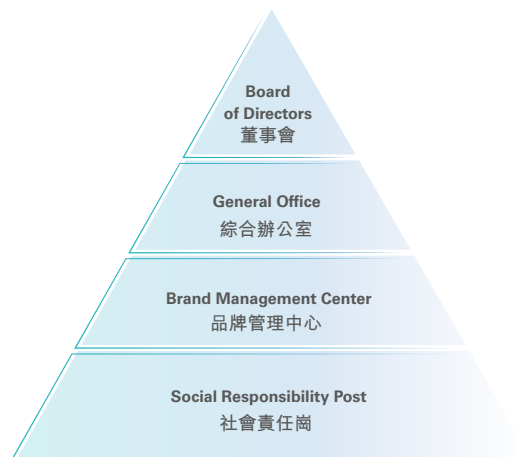 Board
of Directors
董事會
General Office
綜合辦公室
Brand Management Center
品牌管理中心
Social Responsibility Post
社會責任崗